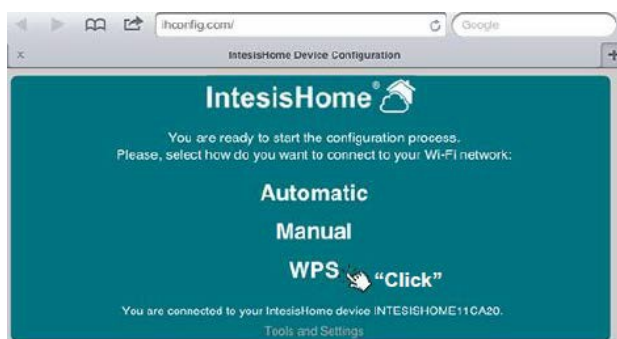 ihconfig.com/
Google
x IntesisHome Device Configuration +
IntesisHome®
You are ready to start the configuration process.
Please, select how do you want to connect to your Wi-Fi network:
Automatic
Manual
WPS “Click”
You are connected to your IntesisHome device INTESISHOME11CA20.
Tools and Settings